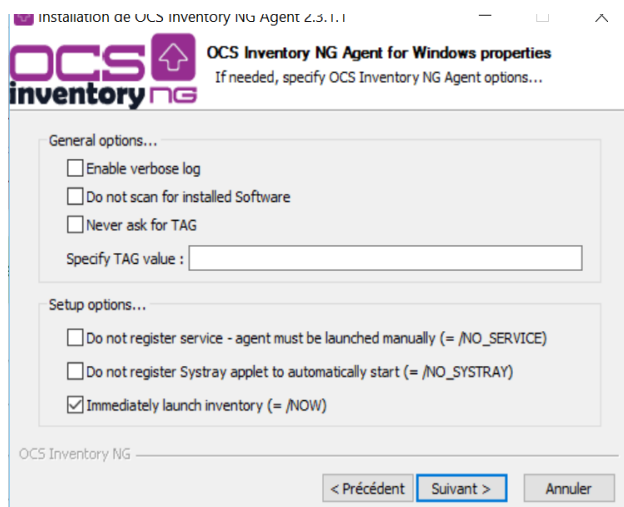 Installation de OCS Inventory NG Agent 2.3.1.1
OCS
inventory NG
OCS Inventory NG Agent for Windows properties
If needed, specify OCS Inventory NG Agent options...
General options...
Enable verbose log
Do not scan for installed Software
Never ask for TAG
Specify TAG value :
Setup options...
Do not register service - agent must be launched manually (= /NO_SERVICE)
Do not register Systray applet to automatically start (= /NO_SYSTRAY)
Immediately launch inventory (= /NOW)
OCS Inventory NG
< Précédent Suivant > Annuler